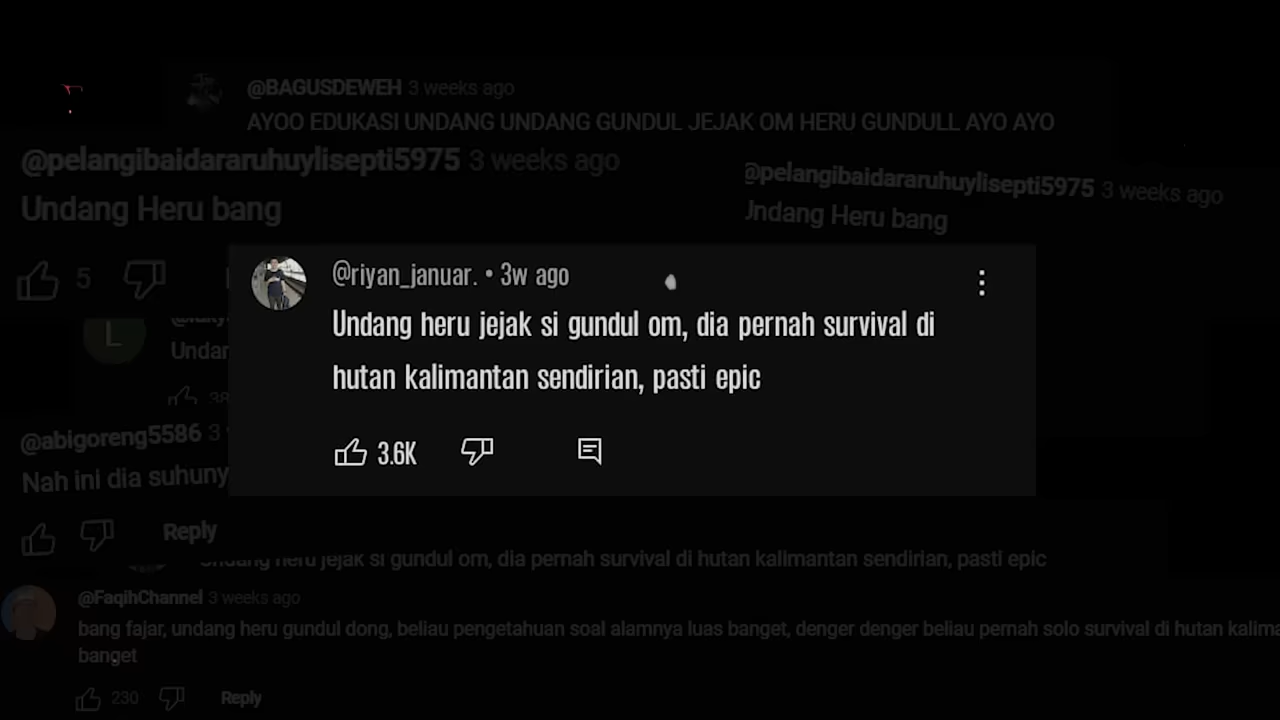 @BAGUSDEWEH 3 weeks ago
AYOO EDUKASI UNDANG UNDANG GUNDUL JEJAK OM HERU GUNDULL AYO AYO
@pelangibaidararuhuylisepti5975 3 weeks ago
Undang Heru bang
5
@pelangibaidararuhuylisepti5975 3 weeks ago
Undang Heru bang
@riyan_januar. • 3w ago
Undang heru jejak si gundul om, dia pernah survival di
hutan kalimantan sendirian, pasti epic
3.6K
L
Undan
38
@abigoreng5586 3
Nah ini dia suhuny
Reply
Undang heru jejak si gundul om, dia pernah survival di hutan kalimantan sendirian, pasti epic
@FaqihChannel 3 weeks ago
bang fajar, undang heru gundul dong, beliau pengetahuan soal alamnya luas banget, denger denger beliau pernah solo survival di hutan kalima
banget
230 Reply